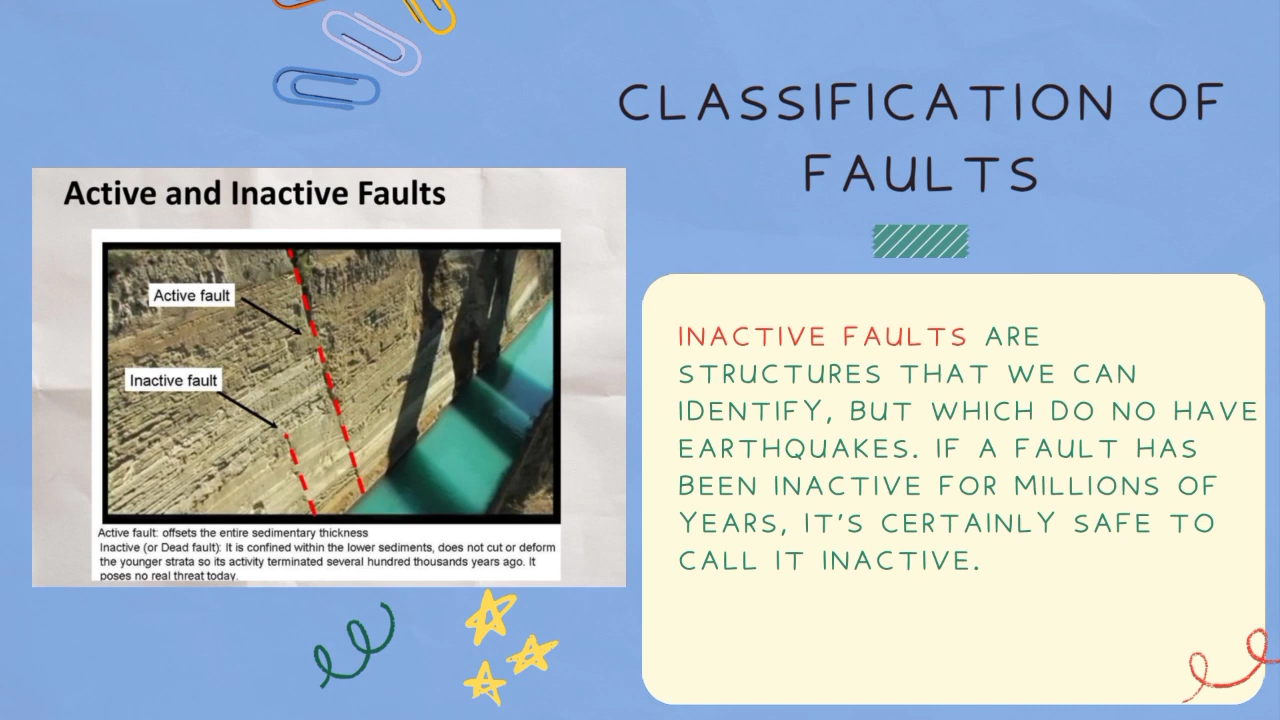 CLASSIFICATION OF
FAULTS
Active and Inactive Faults
Active fault
Inactive fault
Active fault: offsets the entire sedimentary thickness
Inactive (or Dead fault): It is confined within the lower sediments, does not cut or deform
the younger strata so its activity terminated several hundred thousands years ago. It
poses no real threat today.
INACTIVE FAULTS ARE
STRUCTURES THAT WE CAN
IDENTIFY, BUT WHICH DO NO HAVE
EARTHQUAKES. IF A FAULT HAS
BEEN INACTIVE FOR MILLIONS OF
YEARS, IT'S CERTAINLY SAFE TO
CALL IT INACTIVE.